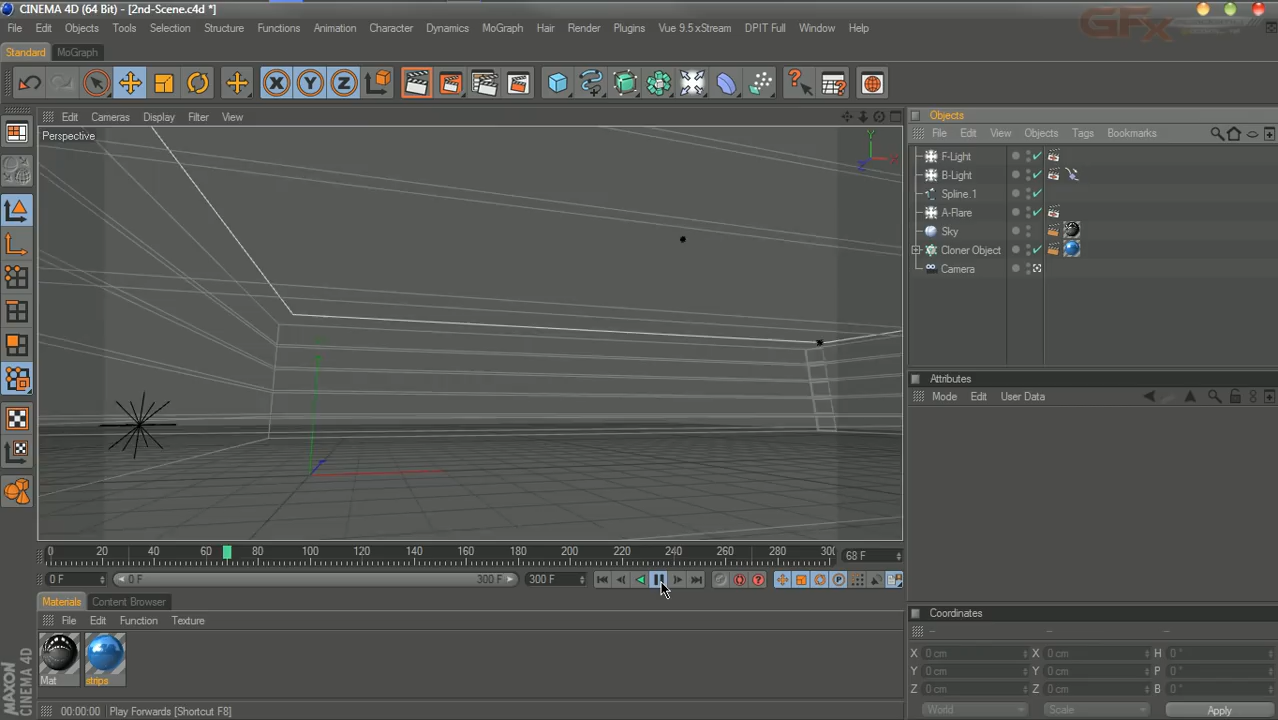 CINEMA 4D (64 Bit) - [2nd-Scene.c4d *]
File Edit Objects Tools Selection Structure Functions Animation Character Dynamics MoGraph Hair Render Plugins Vue 9.5 xStream DPIT Full Window Help
GFx
Standard MoGraph
X Y Z
Edit Cameras Display Filter View
Perspective
Y
X
Z
Objects
File Edit View Objects Tags Bookmarks
F-Light
B-Light
Spline.1
A-Flare
Sky
Cloner Object
Camera
Attributes
Mode Edit User Data
0 20 40 60 80 100 120 140 160 180 200 220 240 260 280 300
68 F
0 F 0 F 300 F 300 F
Materials Content Browser
File Edit Function Texture
Mat strips
Coordinates
-- -- --
X 0 cm X 0 cm H 0 °
Y 0 cm Y 0 cm P 0 °
Z 0 cm Z 0 cm B 0 °
World Scale Apply
MAXON
CINEMA 4D
00:00:00 Play Forwards [Shortcut F8]